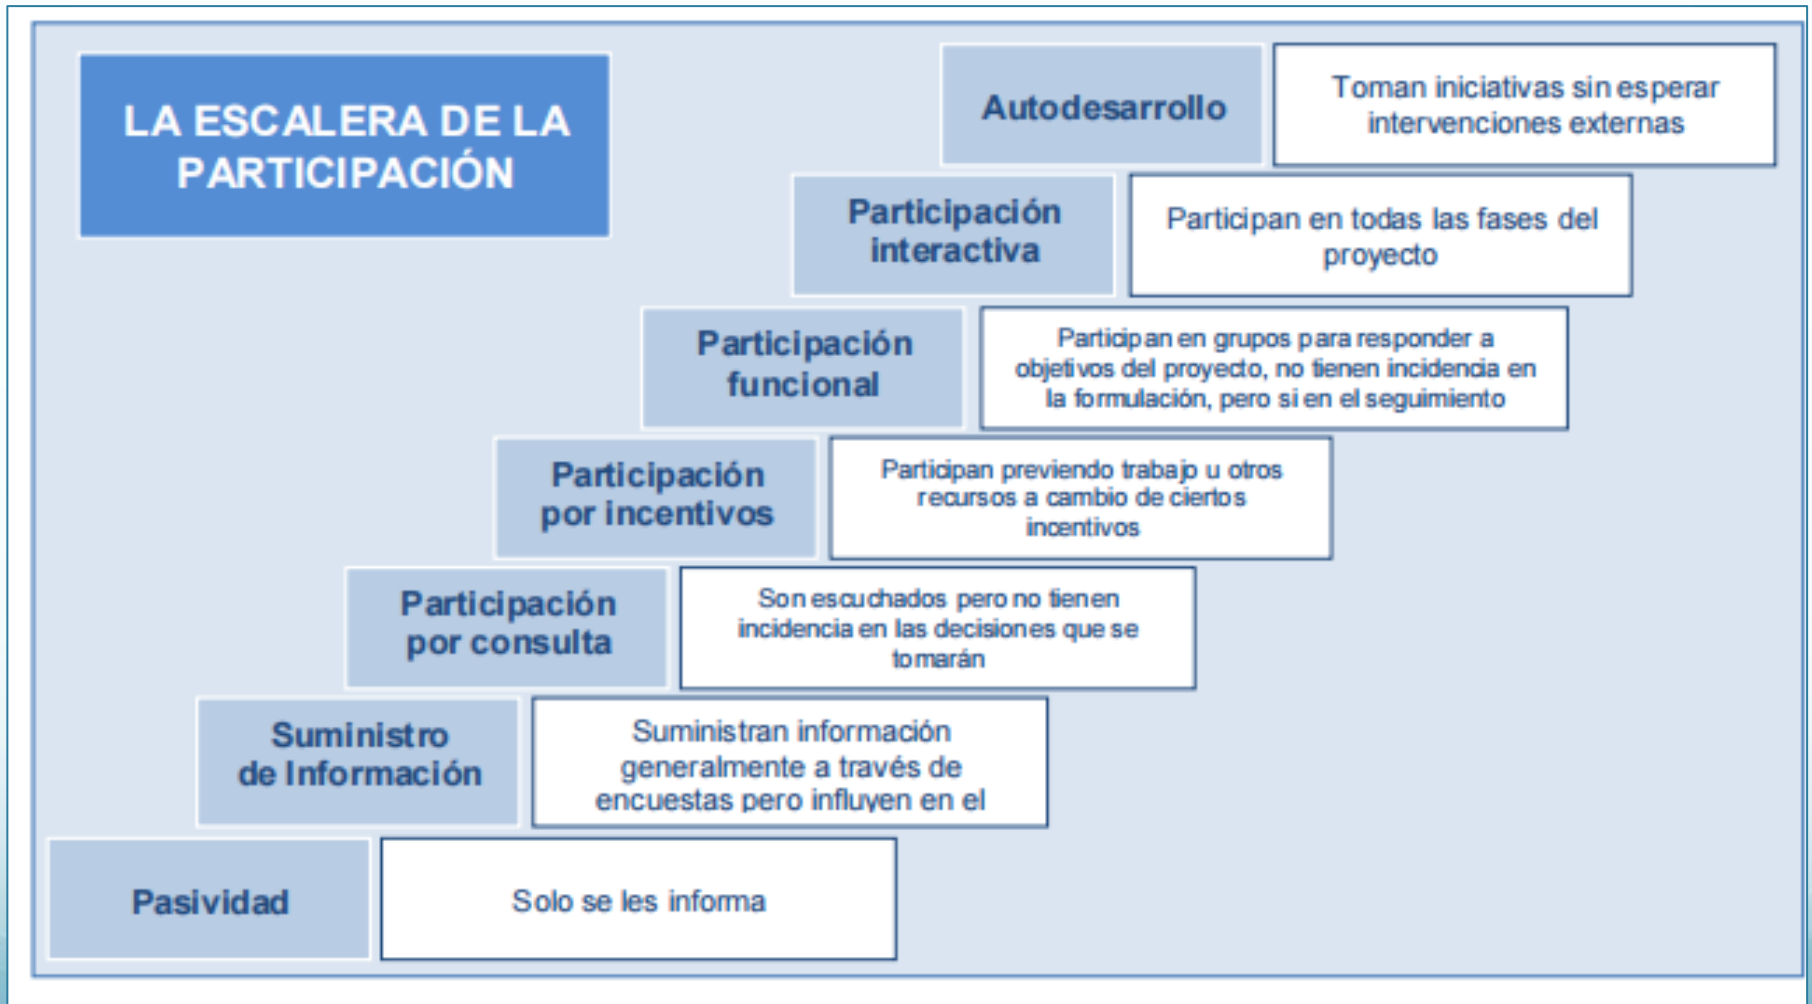 LA ESCALERA DE LA
PARTICIPACIÓN
Autodesarrollo
Toman iniciativas sin esperar
intervenciones externas
Participación
interactiva
Participan en todas las fases del
proyecto
Participación
funcional
Participan en grupos para responder a
objetivos del proyecto, no tienen incidencia en
la formulación, pero si en el seguimiento
Participación
por incentivos
Participan previendo trabajo u otros
recursos a cambio de ciertos
incentivos
Participación
por consulta
Son escuchados pero no tienen
incidencia en las decisiones que se
tomarán
Suministro
de Información
Suministran información
generalmente a través de
encuestas pero influyen en el
Pasividad
Solo se les informa